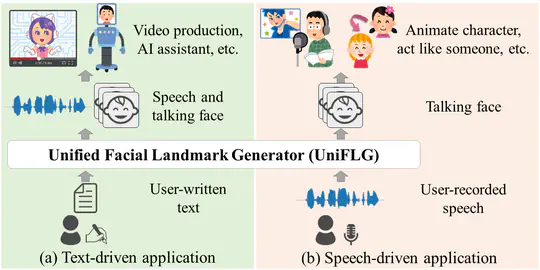 Video production,
AI assistant, etc.
Speech and
talking face
Animate character,
act like someone, etc.
Talking face
Unified Facial Landmark Generator (UniFLG)
User-written
text
(a) Text-driven application
User-recorded
speech
(b) Speech-driven application